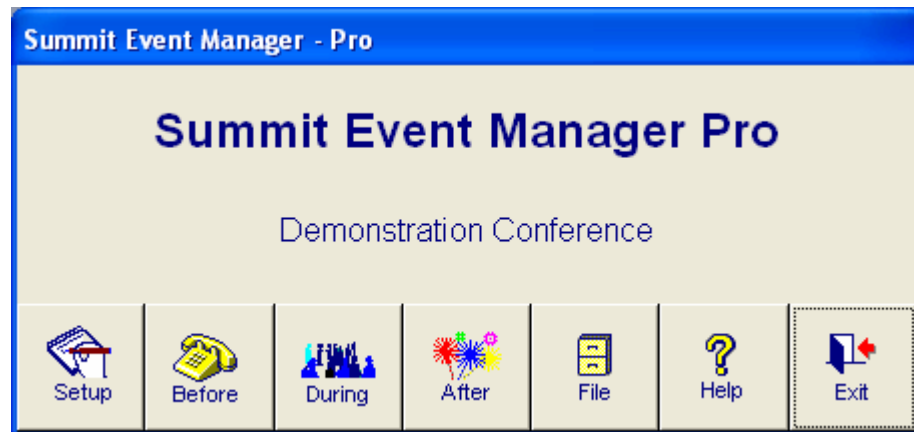 Summit Event Manager - Pro
Summit Event Manager Pro
Demonstration Conference
Setup Before During After File Help Exit